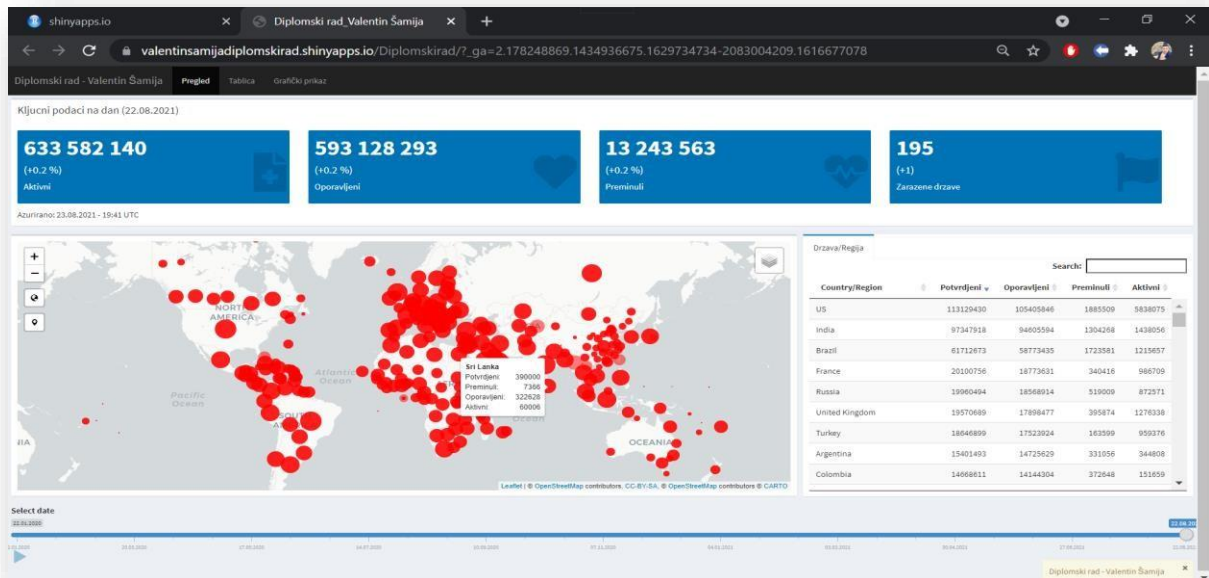 shinyapps.io
Diplomski rad_Valentin Šamija
valentinsamijadiplomskirad.shinyapps.io/Diplomskirad/?_ga=2.178248869.1434936675.1629734734-2083004209.1616677078
Diplomski rad - Valentin Šamija Pregled Tablica Grafički prikaz
Kljucni podaci na dan (22.08.2021)
633 582 140
(+0.2 %)
Aktivni
593 128 293
(+0.2 %)
Oporavljeni
13 243 563
(+0.2 %)
Preminuli
195
(+1)
Zarazene drzave
Azurirano: 23.08.2021 - 19:41 UTC
NORTH
AMERICA
Atlantic
Ocean
Pacific
Ocean
OCEANIA
Sri Lanka
Potvrdjeni: 390000
Preminuli: 7366
Oporavljeni: 322628
Aktivni: 60006
Leaflet | © OpenStreetMap contributors, CC-BY-SA, © OpenStreetMap contributors © CARTO
Drzava/Regija
Search:
Country/Region Potvrdjeni Oporavljeni Preminuli Aktivni
US 113129430 105405846 1885509 5838075
India 97347918 94605594 1304268 1438056
Brazil 61712673 58773435 1723581 1215657
France 20100756 18773631 340416 986709
Russia 19960494 18568914 519009 872571
United Kingdom 19570689 17898477 395874 1276338
Turkey 18646899 17523924 163599 959376
Argentina 15401493 14725629 331056 344808
Colombia 14668611 14144304 372648 151659
Select date
22.01.2020
Diplomski rad - Valentin Šamija